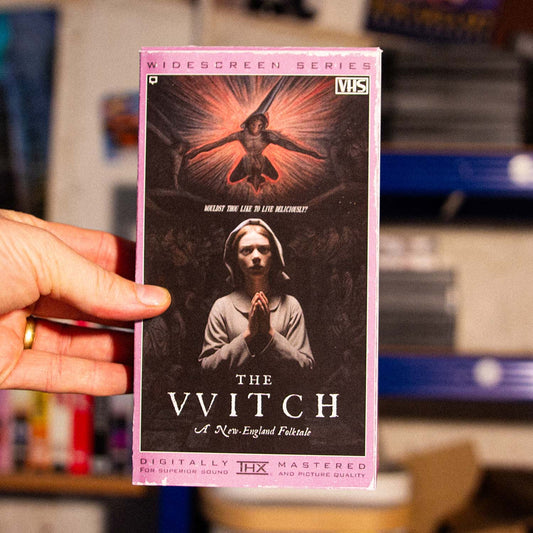 WIDESCREEN SERIES
VHS
WOULDST THOU LIKE TO LIVE DELICIOUSLY?
THE
VVITCH
A New-England Folktale
DIGITALLY THX MASTERED
FOR SUPERIOR SOUND AND PICTURE QUALITY